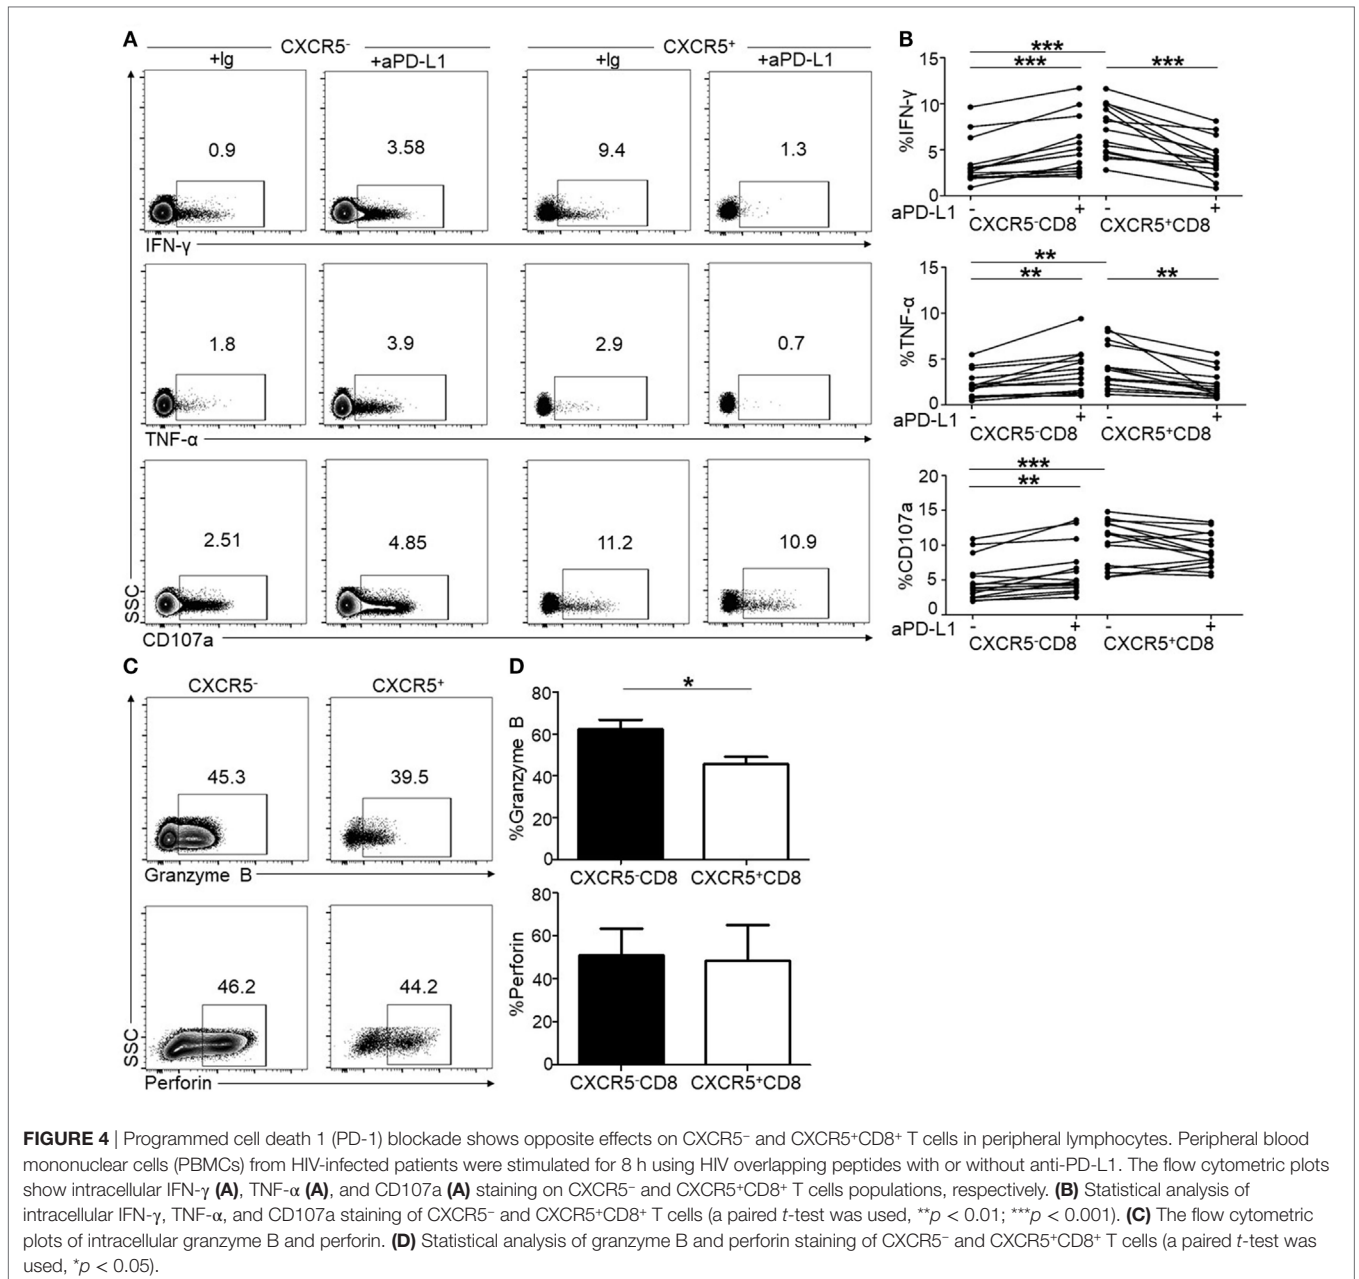 A
CXCR5⁻
CXCR5⁺
+Ig
+aPD-L1
+Ig
+aPD-L1
0.9
3.58
9.4
1.3
IFN-γ
1.8
3.9
2.9
0.7
TNF-α
2.51
4.85
11.2
10.9
SSC
CD107a
B
***
***
***
15
10
5
0
%IFN-γ
aPD-L1
-
+
-
+
CXCR5⁻CD8
CXCR5⁺CD8
**
**
**
15
10
5
0
%TNF-α
aPD-L1
-
+
-
+
CXCR5⁻CD8
CXCR5⁺CD8
***
**
20
15
10
5
0
%CD107a
aPD-L1
-
+
-
+
CXCR5⁻CD8
CXCR5⁺CD8
C
CXCR5⁻
CXCR5⁺
45.3
39.5
Granzyme B
46.2
44.2
SSC
Perforin
D
*
80
60
40
20
0
%Granzyme B
CXCR5⁻CD8
CXCR5⁺CD8
80
60
40
20
0
%Perforin
CXCR5⁻CD8
CXCR5⁺CD8
FIGURE 4 | Programmed cell death 1 (PD-1) blockade shows opposite effects on CXCR5⁻ and CXCR5⁺CD8⁺ T cells in peripheral lymphocytes. Peripheral blood
mononuclear cells (PBMCs) from HIV-infected patients were stimulated for 8 h using HIV overlapping peptides with or without anti-PD-L1. The flow cytometric plots
show intracellular IFN-γ (A), TNF-α (A), and CD107a (A) staining on CXCR5⁻ and CXCR5⁺CD8⁺ T cells populations, respectively. (B) Statistical analysis of
intracellular IFN-γ, TNF-α, and CD107a staining of CXCR5⁻ and CXCR5⁺CD8⁺ T cells (a paired t-test was used, **p < 0.01; ***p < 0.001). (C) The flow cytometric
plots of intracellular granzyme B and perforin. (D) Statistical analysis of granzyme B and perforin staining of CXCR5⁻ and CXCR5⁺CD8⁺ T cells (a paired t-test was
used, *p < 0.05).